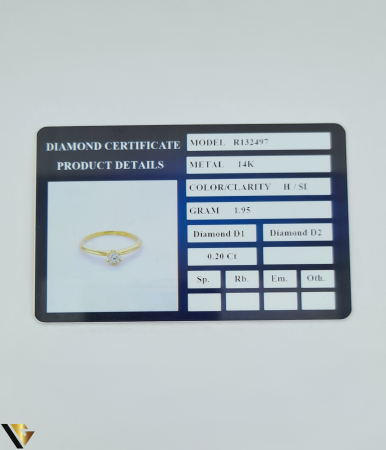 DIAMOND CERTIFICATE
PRODUCT DETAILS
MODEL R132497
METAL 14K
COLOR/CLARITY H / SI
GRAM 1.95
Diamond D1 Diamond D2
0.20 Ct
Sp. Rb. Em. Oth.